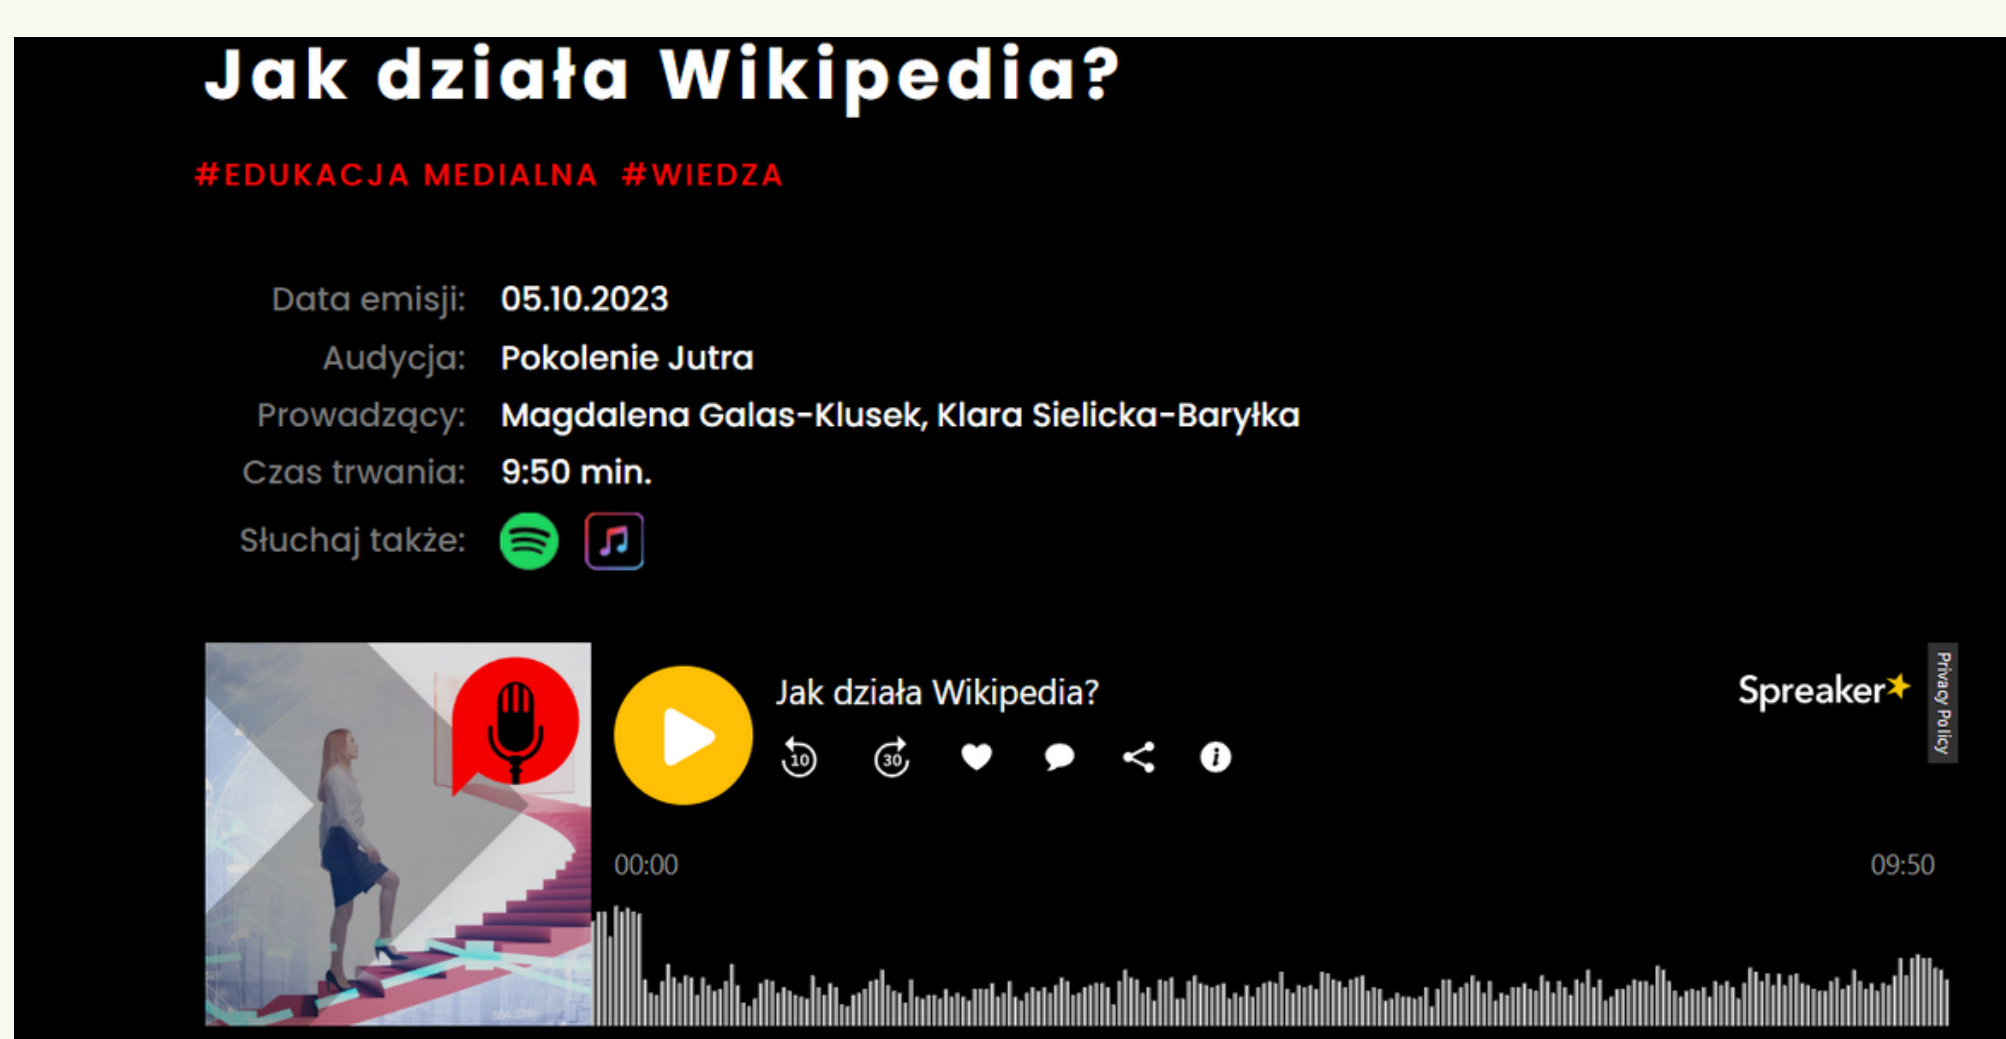 Jak działa Wikipedia?
#EDUKACJA MEDIALNA #WIEDZA
Data emisji: 05.10.2023
Audycja: Pokolenie Jutra
Prowadzący: Magdalena Galas-Klusek, Klara Sielicka-Baryłka
Czas trwania: 9:50 min.
Słuchaj także:
Jak działa Wikipedia?
Spreaker
Privacy Policy
10 30
00:00 09:50